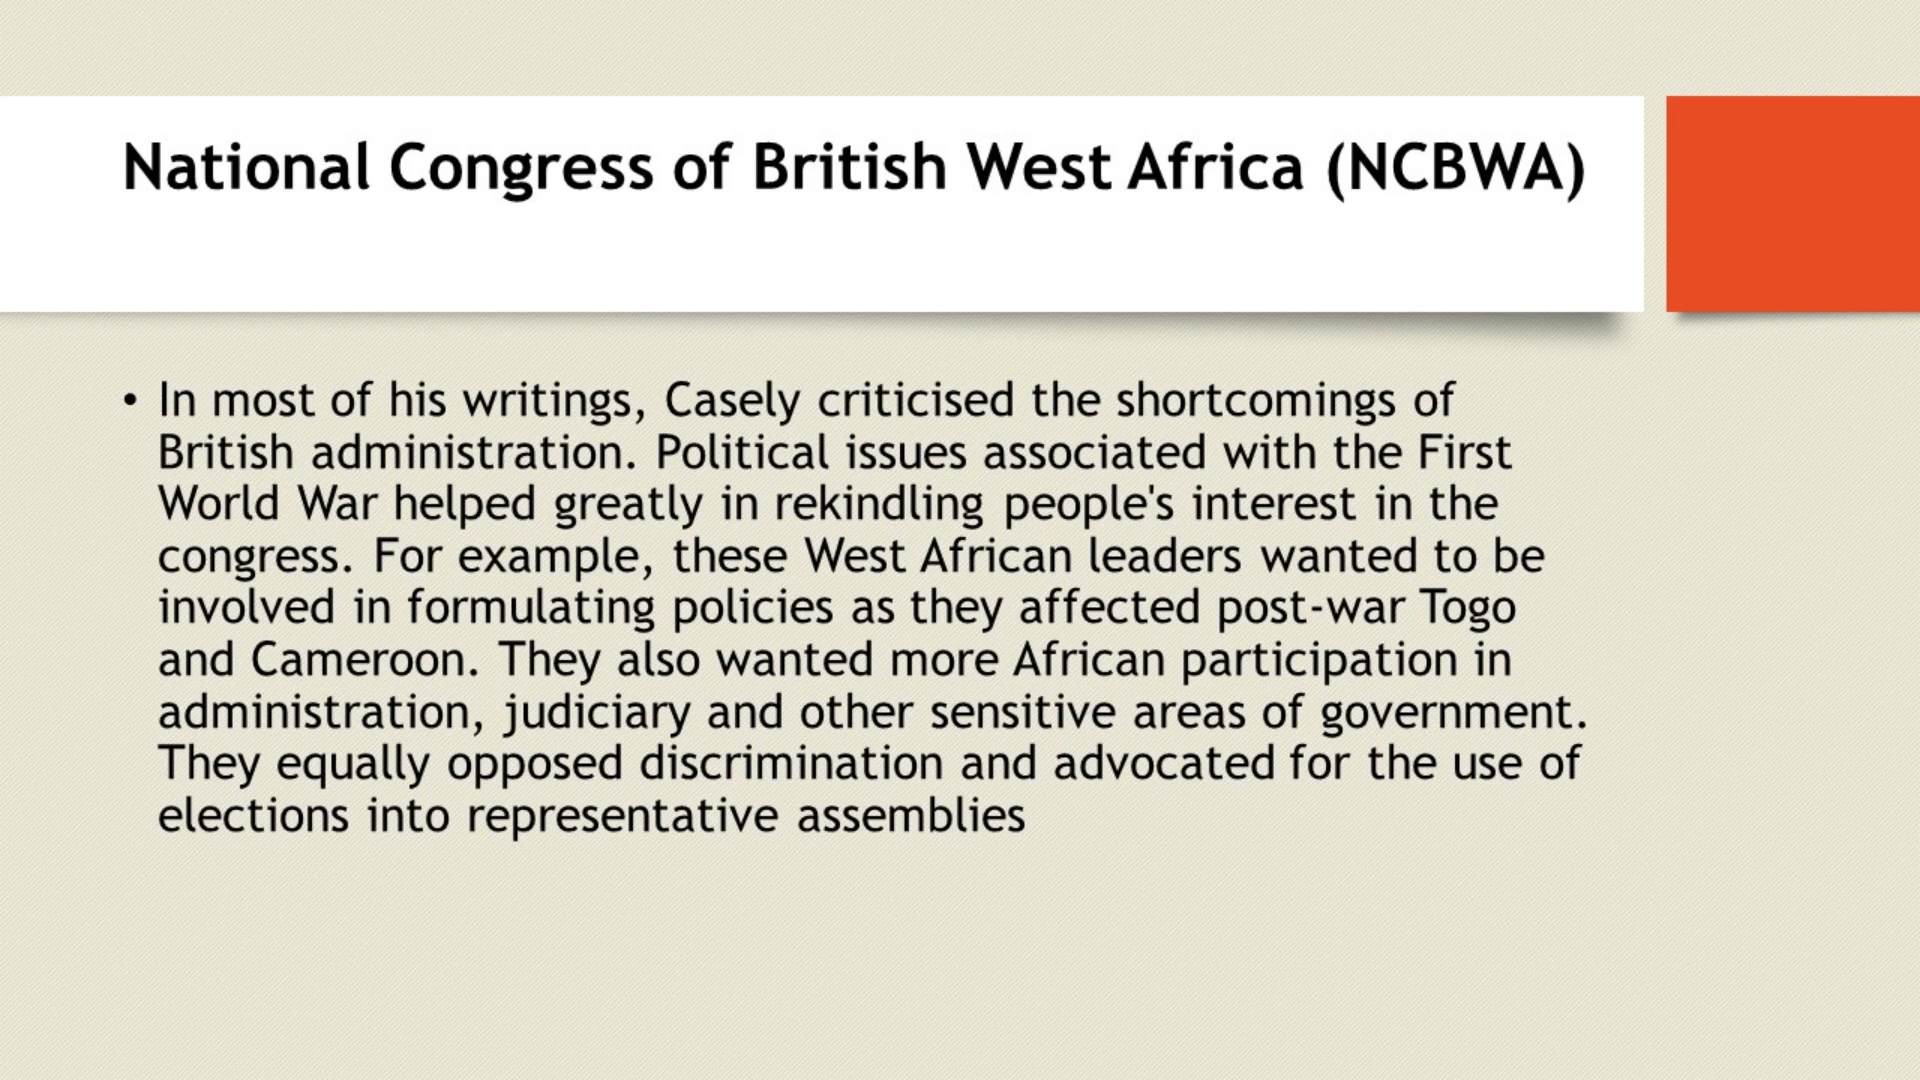 National Congress of British West Africa (NCBWA)
• In most of his writings, Casely criticised the shortcomings of
British administration. Political issues associated with the First
World War helped greatly in rekindling people's interest in the
congress. For example, these West African leaders wanted to be
involved in formulating policies as they affected post-war Togo
and Cameroon. They also wanted more African participation in
administration, judiciary and other sensitive areas of government.
They equally opposed discrimination and advocated for the use of
elections into representative assemblies